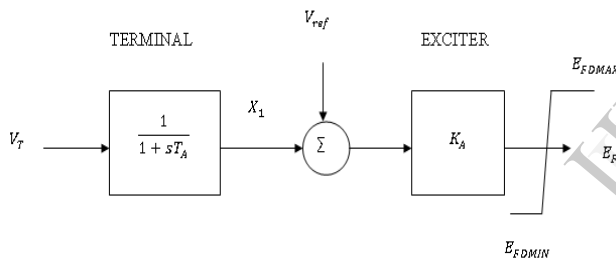 V_ref
TERMINAL
EXCITER
E_FDMAX
X_1
1
1 + sT_A
V_T
Σ
K_A
E_FDMIN